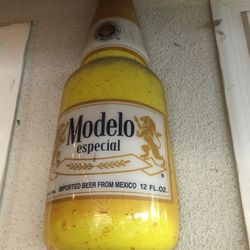 Modelo
especial
IMPORTED BEER FROM MEXICO 12 FL.OZ.
®